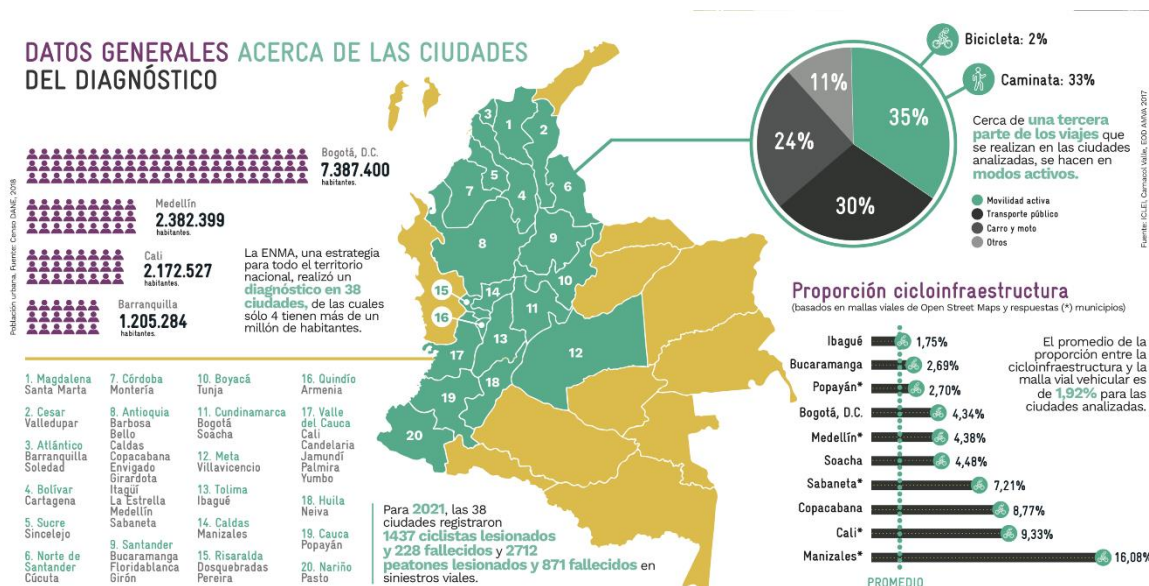 DATOS GENERALES ACERCA DE LAS CIUDADES
DEL DIAGNÓSTICO
Población urbana. Fuente: Censo DANE, 2018
Bogotá, D.C.
7.387.400
habitantes.
Medellín
2.382.399
habitantes.
Cali
2.172.527
habitantes.
Barranquilla
1.205.284
habitantes.
La ENMA, una estrategia
para todo el territorio
nacional, realizó un
diagnóstico en 38
ciudades, de las cuales
sólo 4 tienen más de un
millón de habitantes.
1. Magdalena
Santa Marta
2. Cesar
Valledupar
3. Atlántico
Barranquilla
Soledad
4. Bolívar
Cartagena
5. Sucre
Sincelejo
6. Norte de
Santander
Cúcuta
7. Córdoba
Montería
8. Antioquia
Barbosa
Bello
Caldas
Copacabana
Envigado
Girardota
Itagüí
La Estrella
Medellín
Sabaneta
9. Santander
Bucaramanga
Floridablanca
Girón
10. Boyacá
Tunja
11. Cundinamarca
Bogotá
Soacha
12. Meta
Villavicencio
13. Tolima
Ibagué
14. Caldas
Manizales
15. Risaralda
Dosquebradas
Pereira
16. Quindío
Armenia
17. Valle
del Cauca
Cali
Candelaria
Jamundí
Palmira
Yumbo
18. Huila
Neiva
19. Cauca
Popayán
20. Nariño
Pasto
3
1
2
5
4
6
7
8
9
10
15
14
11
16
13
12
17
18
19
20
Para 2021, las 38
ciudades registraron
1437 ciclistas lesionados
y 228 fallecidos y 2712
peatones lesionados y 871 fallecidos en
siniestros viales.
11%
35%
24%
30%
Bicicleta: 2%
Caminata: 33%
Cerca de una tercera
parte de los viajes que
se realizan en las ciudades
analizadas, se hacen en
modos activos.
Movilidad activa
Transporte público
Carro y moto
Otros
Fuente: ICLEI, Camacol Valle, EOD AMVA 2017
Proporción cicloinfraestructura
(basados en mallas viales de Open Street Maps y respuestas (*) municipios)
Ibagué 1,75%
Bucaramanga 2,69%
Popayán* 2,70%
Bogotá, D.C. 4,34%
Medellín* 4,38%
Soacha 4,48%
Sabaneta* 7,21%
Copacabana 8,77%
Cali* 9,33%
Manizales* 16,08%
PROMEDIO
El promedio de la
proporción entre la
cicloinfraestructura y la
malla vial vehicular es
de 1,92% para las
ciudades analizadas.